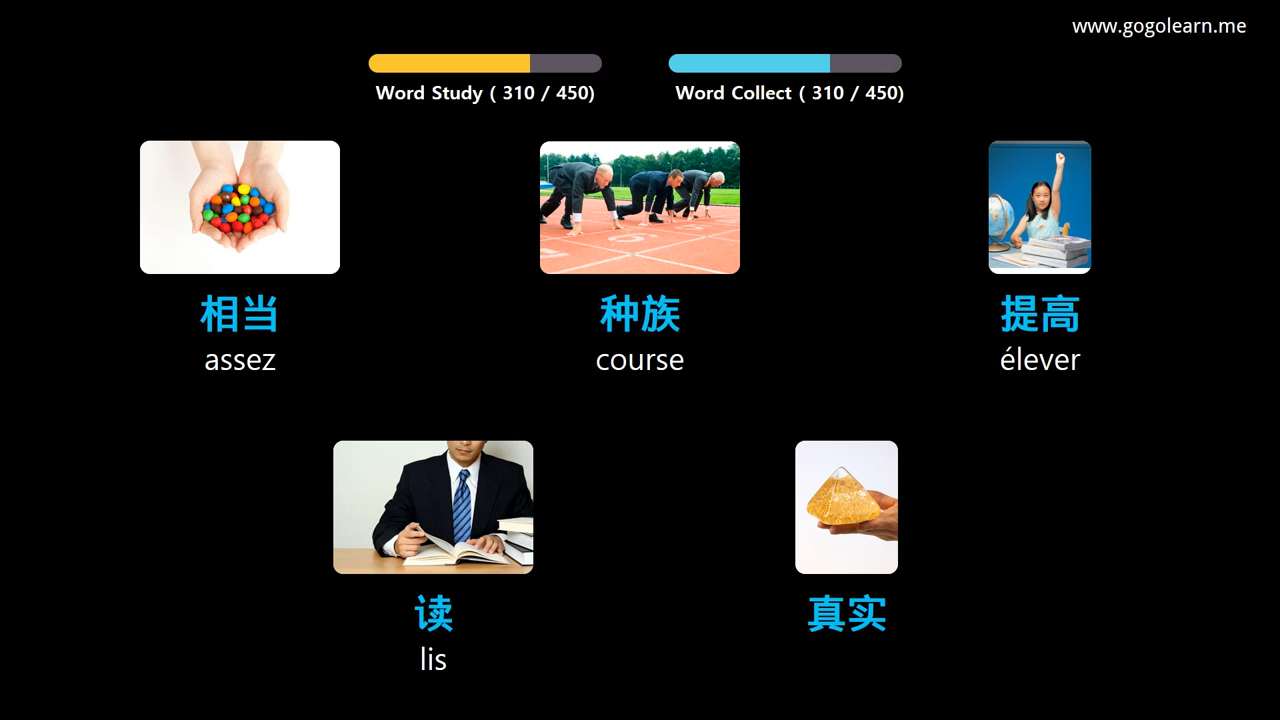 www.gogolearn.me
Word Study ( 310 / 450)
Word Collect ( 310 / 450)
相当
assez
种族
course
提高
élever
读
lis
真实